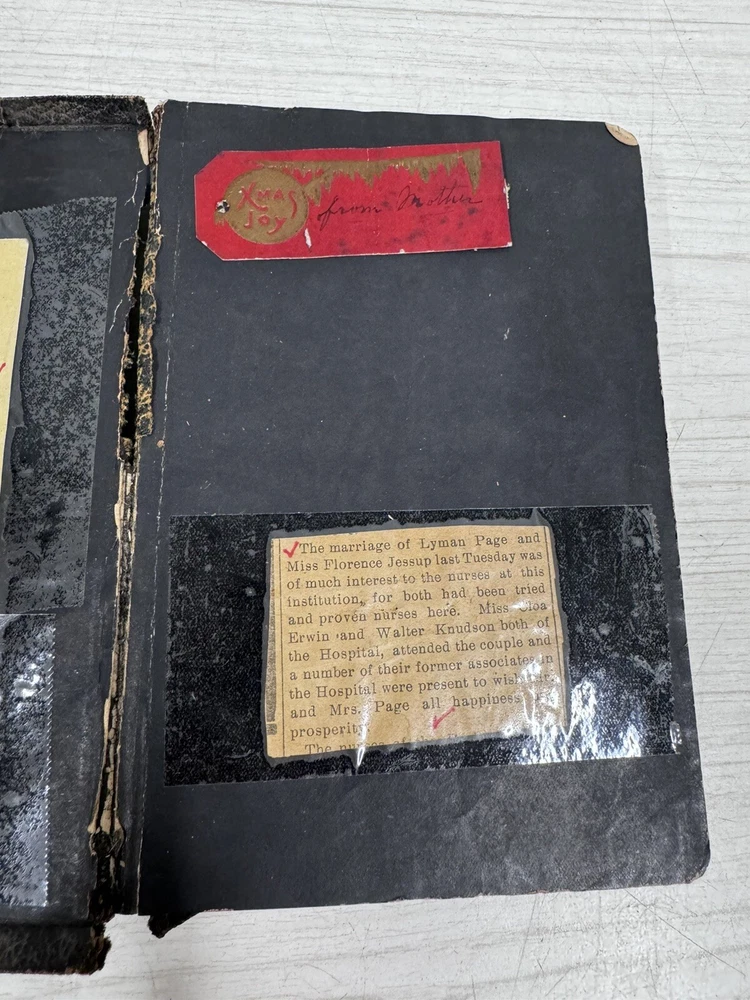 XMAS
JOY
from Mother
The marriage of Lyman Page and
Miss Florence Jessup last Tuesday was
of much interest to the nurses at this
institution, for both had been tried
and proven nurses here. Miss
Erwin and Walter Knudson both of
the Hospital, attended the couple and
a number of their former associates in
the Hospital were present to wish
and Mrs. Page all happiness
prosperity
The